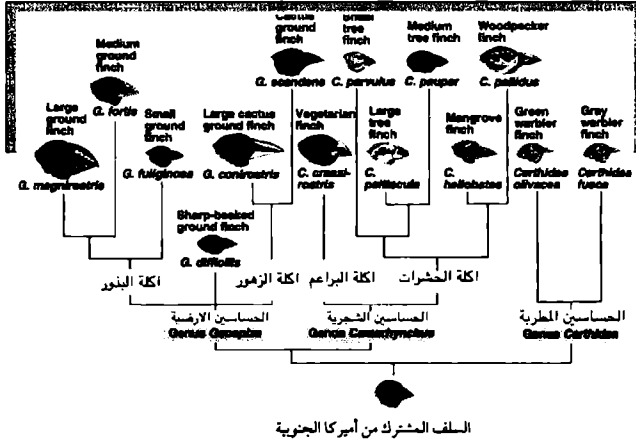 Cactus
ground
finch
G. scandens
Small
tree
finch
C. parvulus
Medium
tree finch
C. pauper
Woodpecker
finch
C. pallidus
Medium
ground
finch
G. fortis
Large
ground
finch
G. magnirostris
Small
ground
finch
G. fuliginosa
Large cactus
ground finch
G. conirostris
Vegetarian
finch
C. crassi-
rostris
Large
tree
finch
C. psittacula
Mangrove
finch
C.
heliobates
Green
warbler
finch
Certhidea
olivacea
Gray
warbler
finch
Certhidea
fusca
Sharp-beaked
ground finch
G. difficilis
اكلة البذور
اكلة الزهور
اكلة البراعم
اكلة الحشرات
الحساسين الارضية
Genus Geospiza
الحساسين الشجرية
Genus Camarhynchus
الحساسين المطربة
Genus Certhidea
السلف المشترك من أميركا الجنوبية